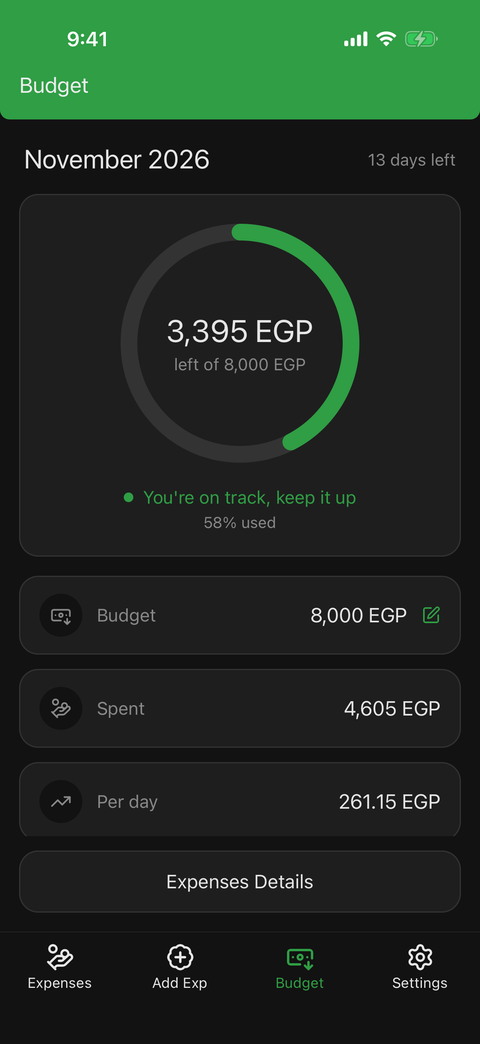 9:41
Budget
November 2026
13 days left
3,395 EGP
left of 8,000 EGP
You're on track, keep it up
58% used
Budget
8,000 EGP
Spent
4,605 EGP
Per day
261.15 EGP
Expenses Details
Expenses
Add Exp
Budget
Settings